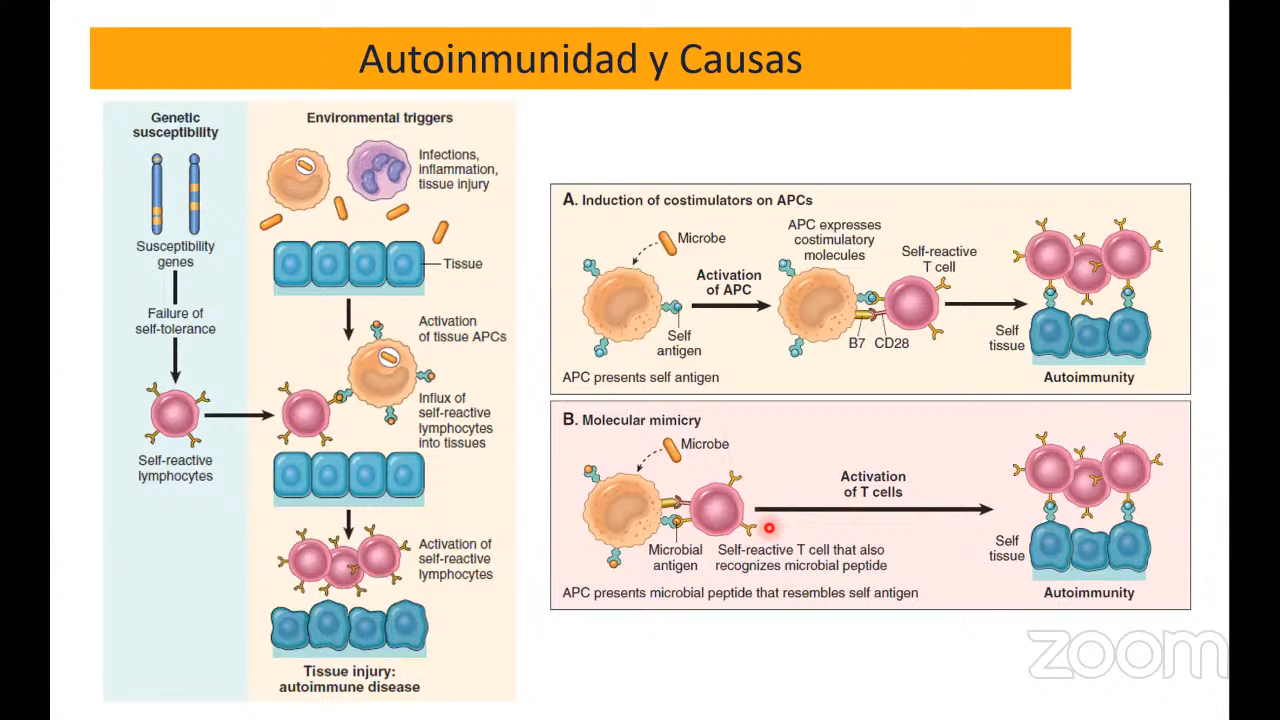 Autoinmunidad y Causas
Genetic
susceptibility
Susceptibility
genes
Failure of
self-tolerance
Self-reactive
lymphocytes
Environmental triggers
Infections,
inflammation,
tissue injury
Tissue
Activation
of tissue APCs
Influx of
self-reactive
lymphocytes
into tissues
Activation of
self-reactive
lymphocytes
Tissue injury:
autoimmune disease
A. Induction of costimulators on APCs
Microbe
Self
antigen
APC presents self antigen
Activation
of APC
APC expresses
costimulatory
molecules
B7 CD28
Self-reactive
T cell
Self
tissue
Autoimmunity
B. Molecular mimicry
Microbe
Microbial
antigen
Self-reactive T cell that also
recognizes microbial peptide
APC presents microbial peptide that resembles self antigen
Activation
of T cells
Self
tissue
Autoimmunity
zoom